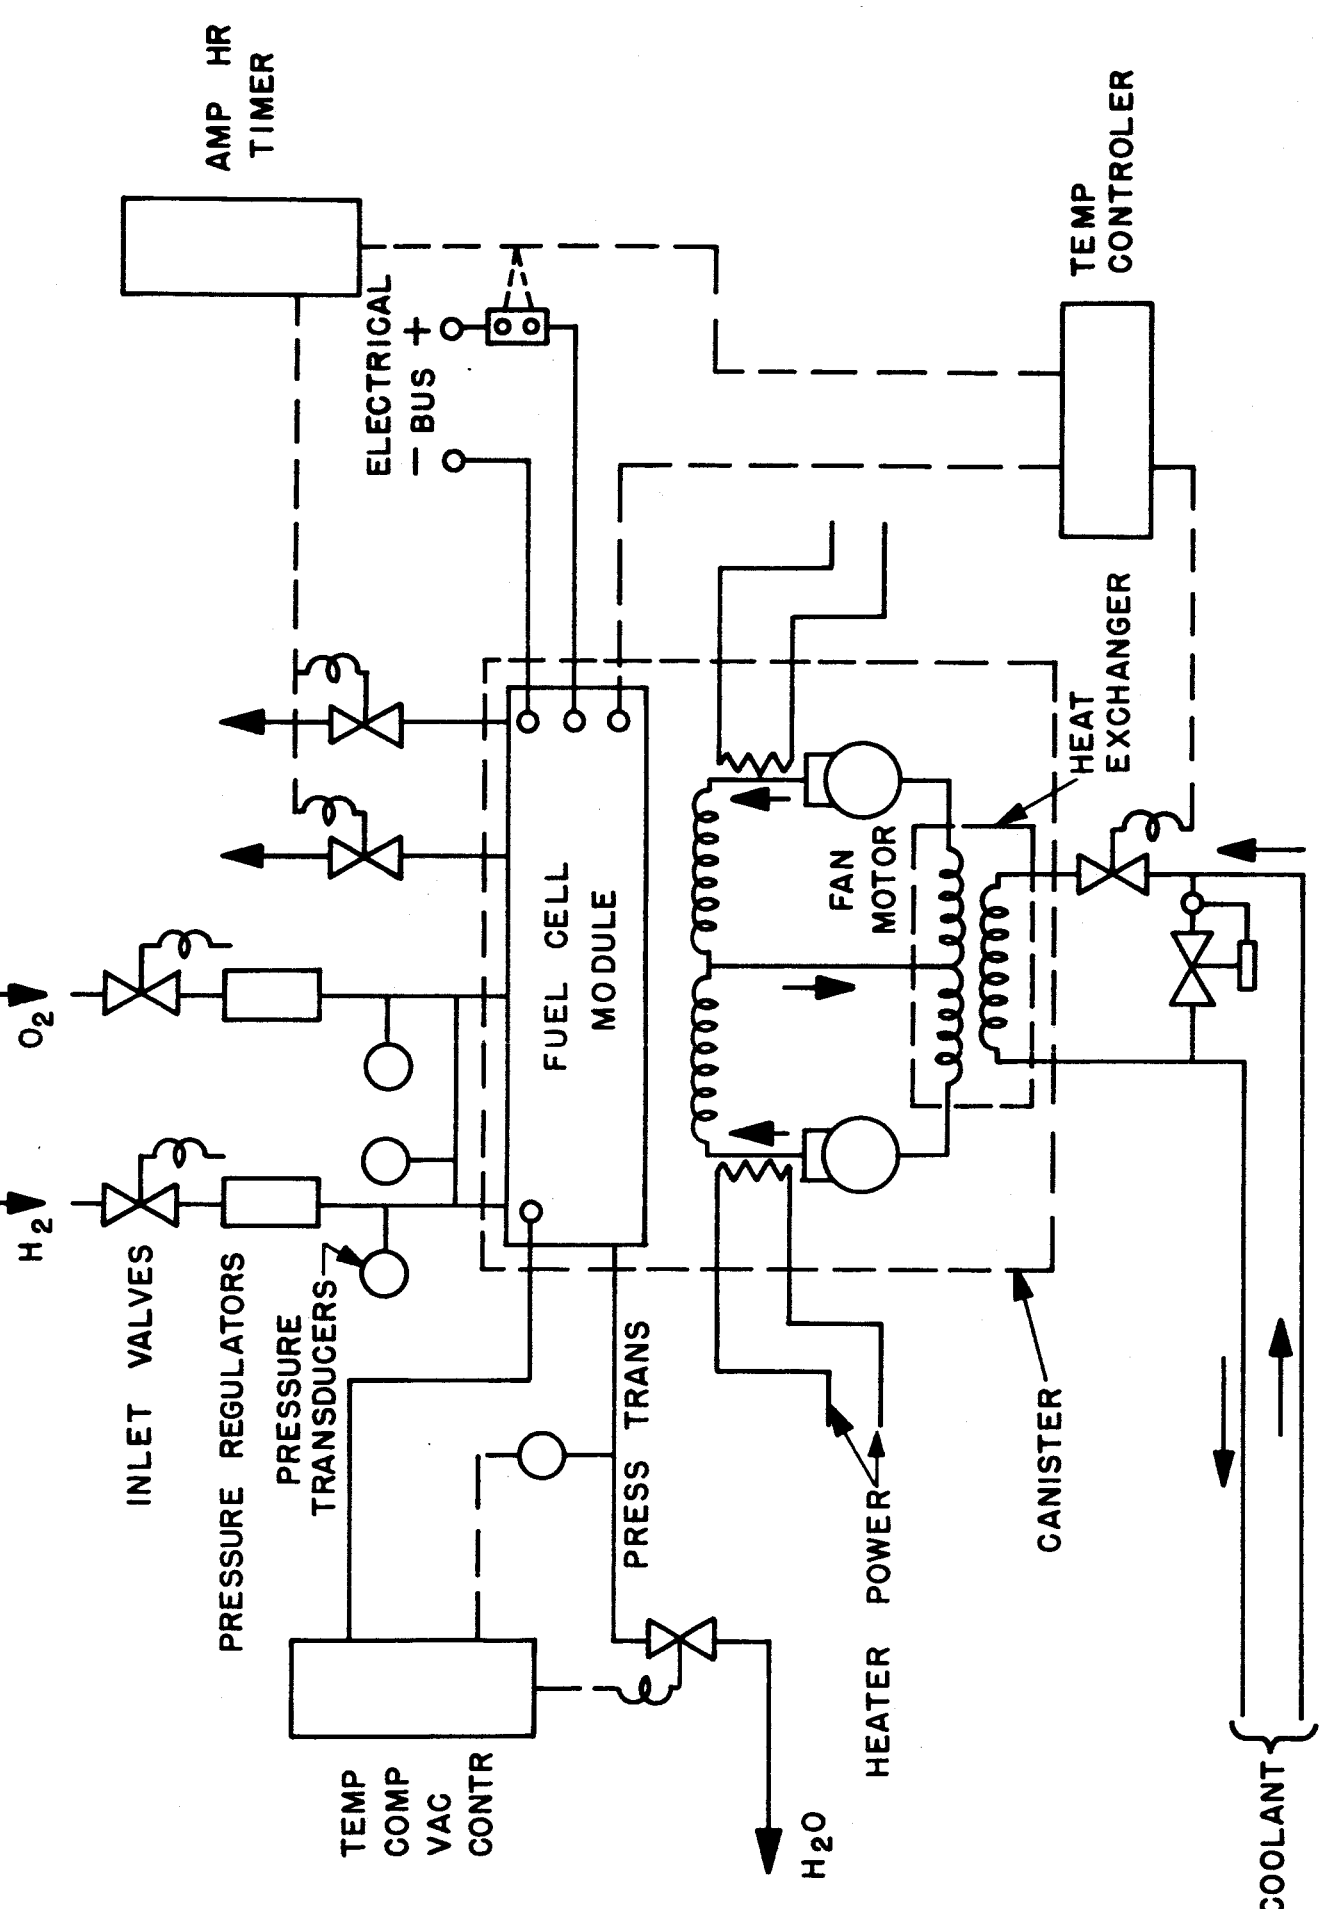 AMP HR
TIMER
ELECTRICAL
– BUS +
TEMP
CONTROLER
O2
H2
INLET VALVES
PRESSURE REGULATORS
PRESSURE
TRANSDUCERS
FUEL CELL
MODULE
FAN
MOTOR
HEAT
EXCHANGER
PRESS TRANS
HEATER POWER
CANISTER
TEMP
COMP
VAC
CONTR
H2O
COOLANT